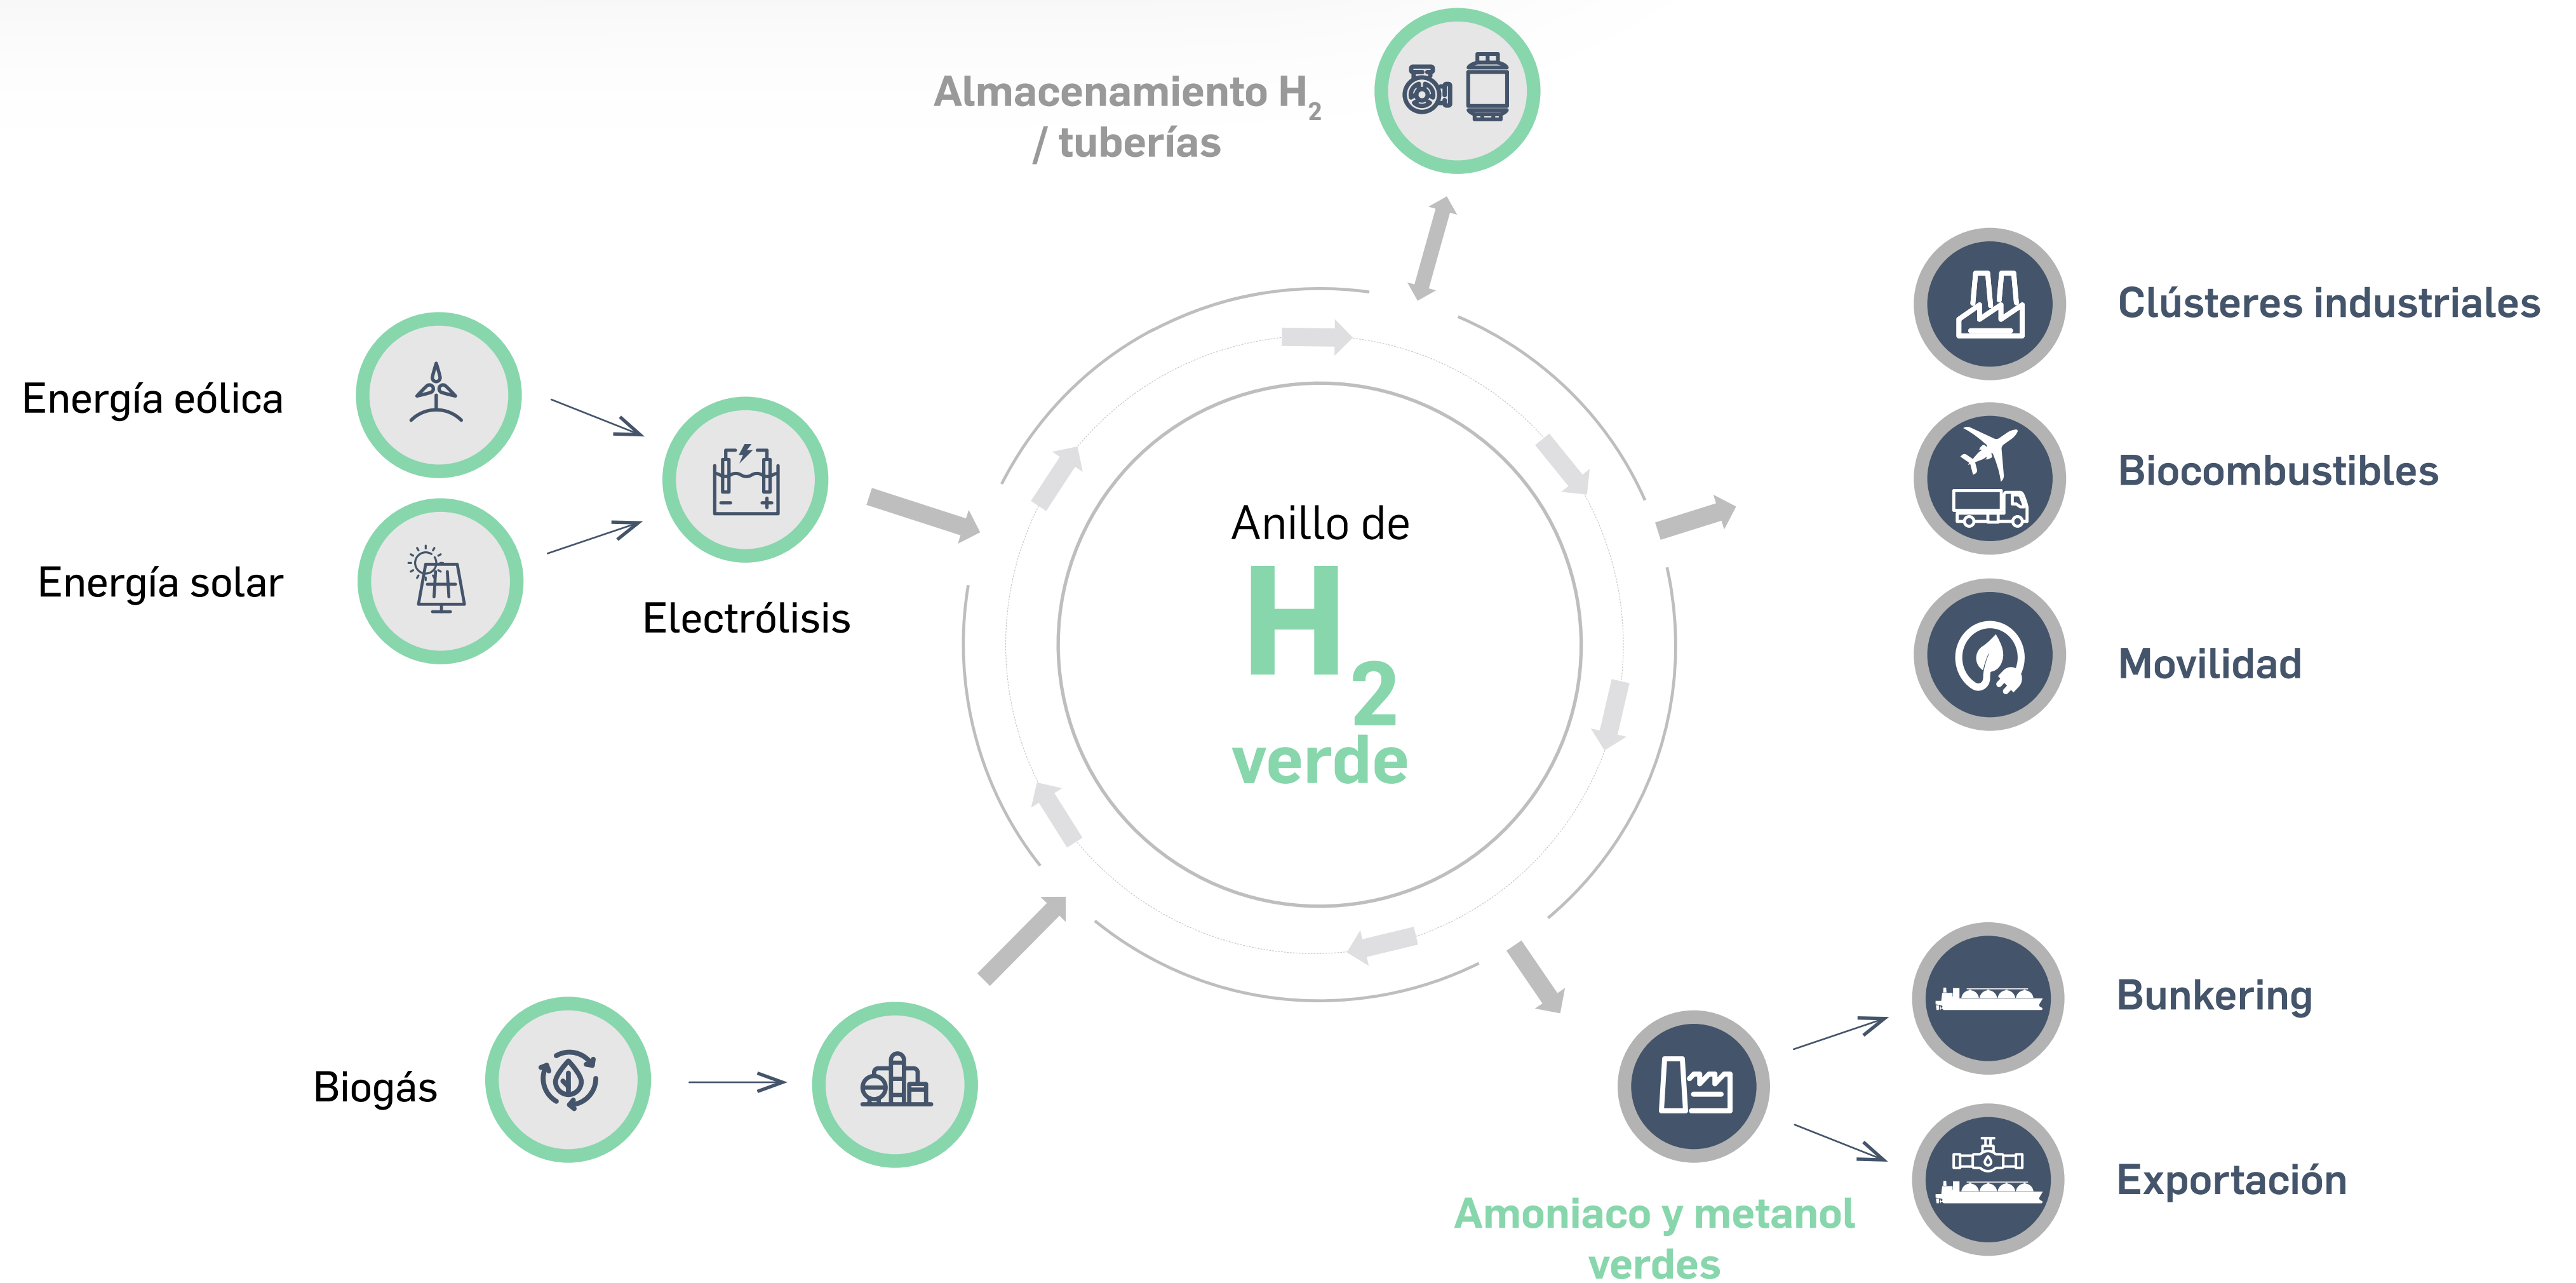 Almacenamiento H₂
/ tuberías
Energía eólica
Energía solar
Electrólisis
Biogás
Anillo de
H₂
verde
Clústeres industriales
Biocombustibles
Movilidad
Bunkering
Exportación
Amoniaco y metanol
verdes